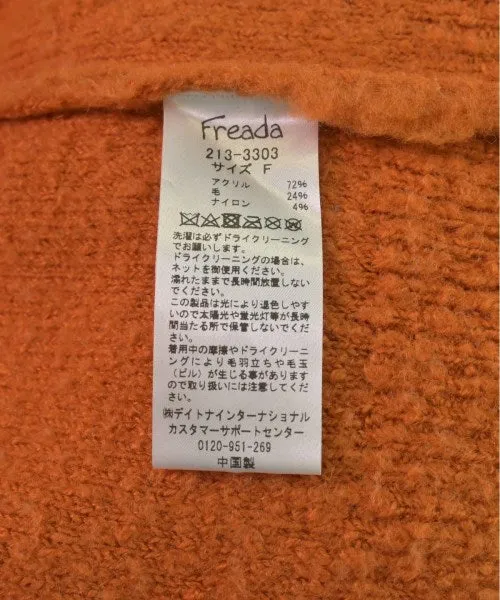 Freada
213-3303
サイズ F
アクリル 72%
毛 24%
ナイロン 4%
洗濯は必ずドライクリーニング
でお願いします。
ドライクリーニングの場合は、
ネットを御使用ください。
濡れたままで長時間放置しない
でください。
この製品は光により退色しやす
いので太陽光や蛍光灯等が長時
間当たる所で保管しないでくだ
さい。
着用中の摩擦やドライクリーニ
ングにより毛羽立ちや毛玉
(ピル)が生じる事があります
ので取り扱いには注意してくだ
さい。
㈱デイトナインターナショナル
カスタマーサポートセンター
0120-951-269
中国製